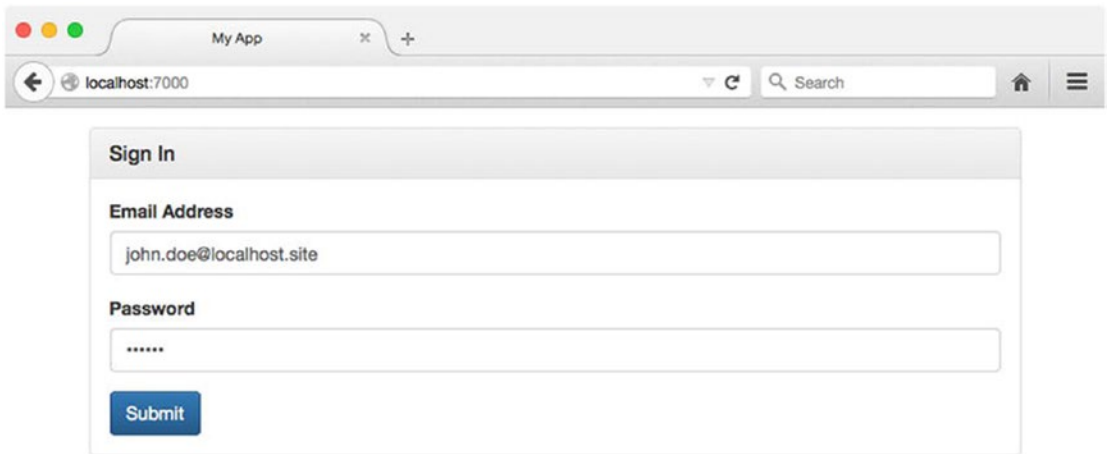 My App
localhost:7000
Search
Sign In
Email Address
john.doe@localhost.site
Password
••••••
Submit